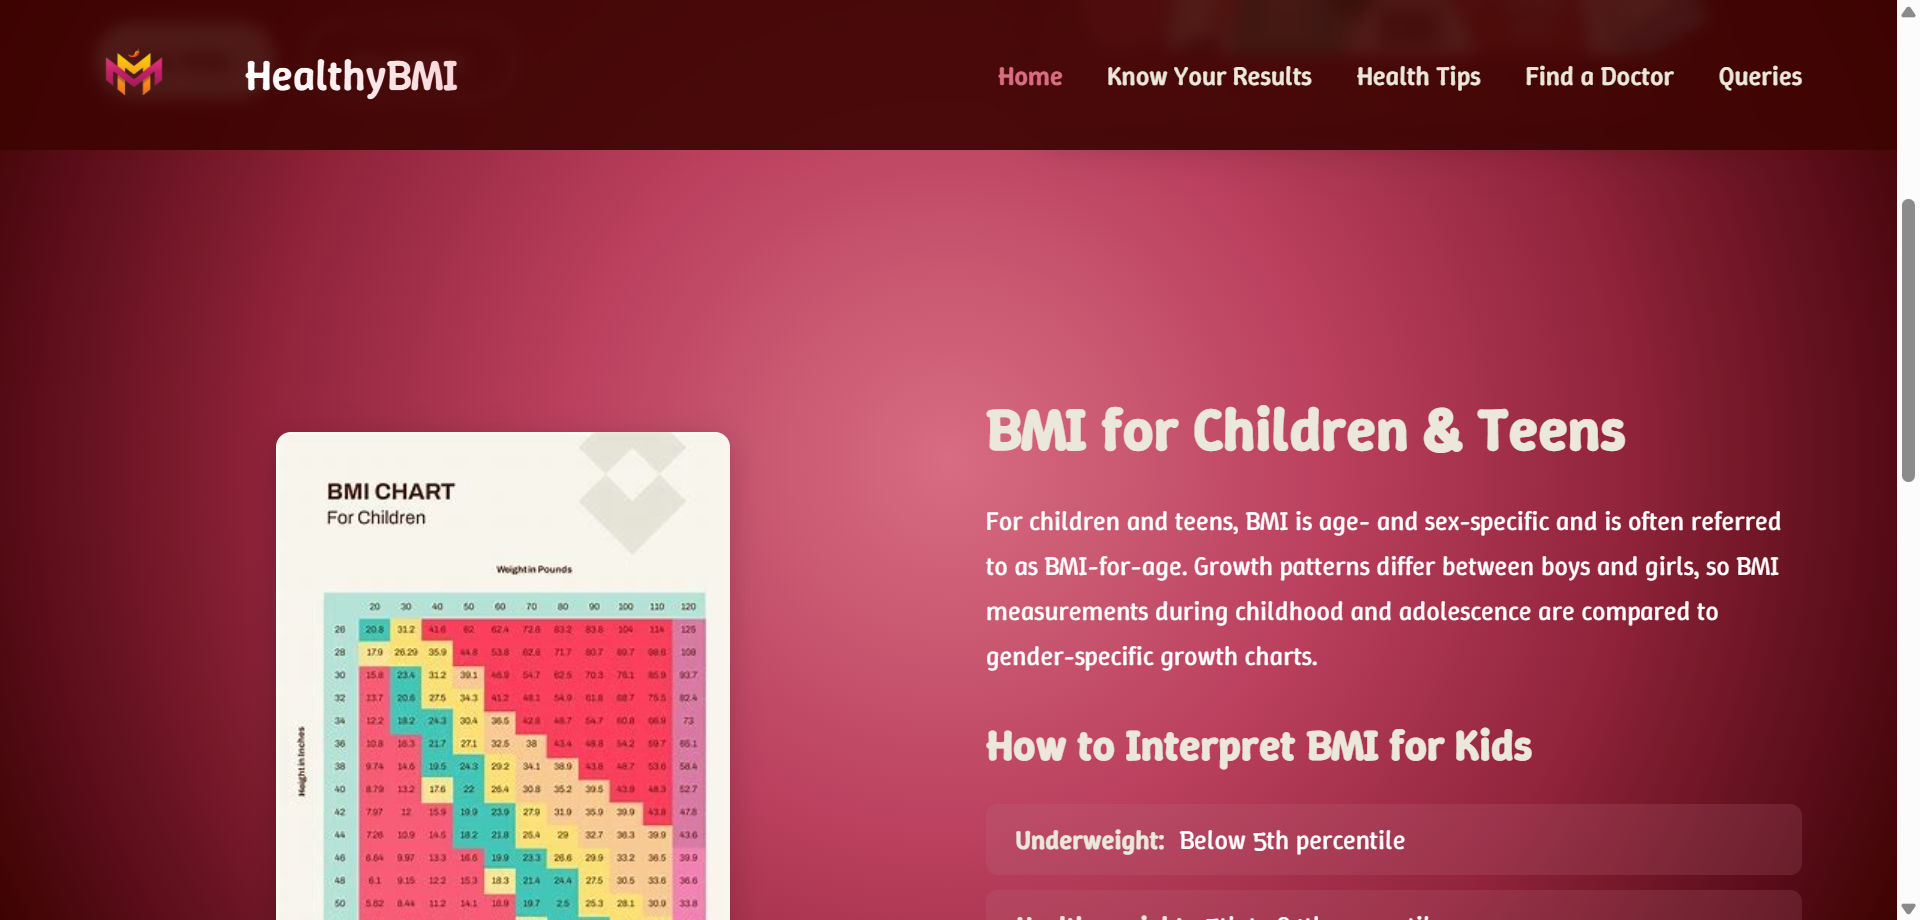 HealthyBMI
Home Know Your Results Health Tips Find a Doctor Queries
BMI CHART
For Children
Weight in Pounds
Height in Inches
20 30 40 50 60 70 80 90 100 110 120
26 20.8 31.2 41.6 62.4 72.8 104 125
28 17.9 26.29 35.9 44.8 53.8 62.8 71.7 80.7 89.7 98.6 108
30 15.8 23.4 31.2 39.1 46.9 54.7 62.5 70.3 78.1 85.9 93.7
32 13.7 20.6 27.5 34.3 41.2 48.1 54.9 61.8 68.7 75.5 82.4
34 12.2 18.2 24.3 30.4 36.5 42.8 48.7 54.7 60.8 66.9 73
36 10.8 16.3 21.7 27.1 32.5 38 43.4 48.8 54.2 59.7 65.1
38 9.74 14.6 19.5 24.3 29.2 34.1 38.9 43.8 48.7 53.6 58.4
40 8.79 13.2 17.6 22 26.4 30.8 35.2 39.5 43.9 48.3 52.7
42 7.97 12 15.9 19.9 23.9 27.9 31.9 35.9 39.9 43.8 47.8
44 7.26 10.9 14.5 18.2 21.8 25.4 29 32.7 36.3 39.9 43.6
46 6.64 9.97 13.3 16.6 19.9 23.3 26.6 29.9 33.2 36.5 39.9
48 6.1 9.15 12.2 15.3 18.3 21.4 24.4 27.5 30.5 33.6 36.6
50 5.62 8.44 11.2 14.1 16.9 19.7 2.5 25.3 28.1 30.9 33.8
BMI for Children & Teens
For children and teens, BMI is age- and sex-specific and is often referred
to as BMI-for-age. Growth patterns differ between boys and girls, so BMI
measurements during childhood and adolescence are compared to
gender-specific growth charts.
How to Interpret BMI for Kids
Underweight: Below 5th percentile